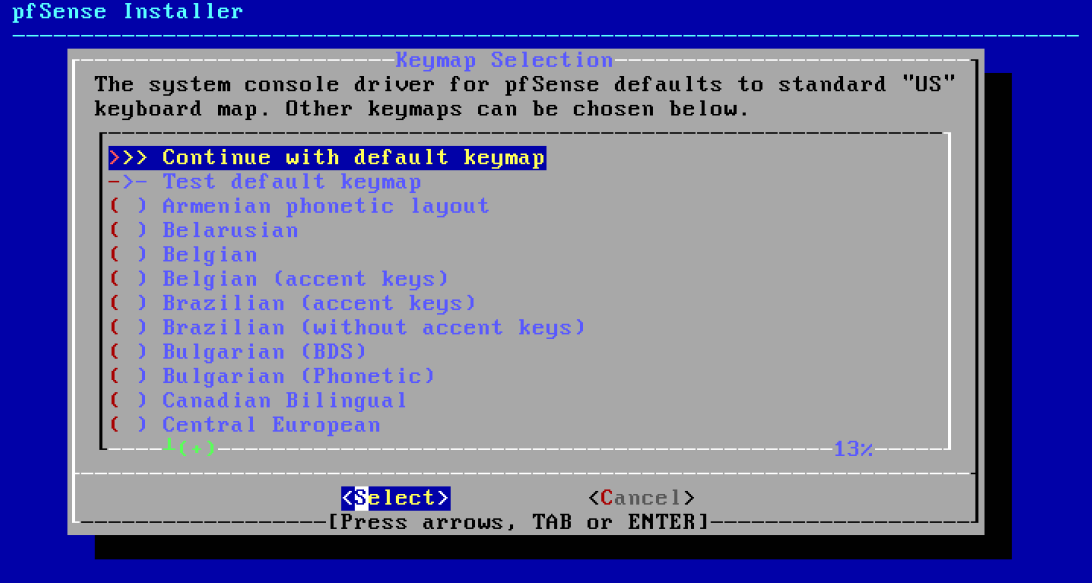 pfSense Installer
Keymap Selection
The system console driver for pfSense defaults to standard "US"
keyboard map. Other keymaps can be chosen below.
>>> Continue with default keymap
->- Test default keymap
( ) Armenian phonetic layout
( ) Belarusian
( ) Belgian
( ) Belgian (accent keys)
( ) Brazilian (accent keys)
( ) Brazilian (without accent keys)
( ) Bulgarian (BDS)
( ) Bulgarian (Phonetic)
( ) Canadian Bilingual
( ) Central European
┴(+) 13%
<Select> <Cancel>
[Press arrows, TAB or ENTER]